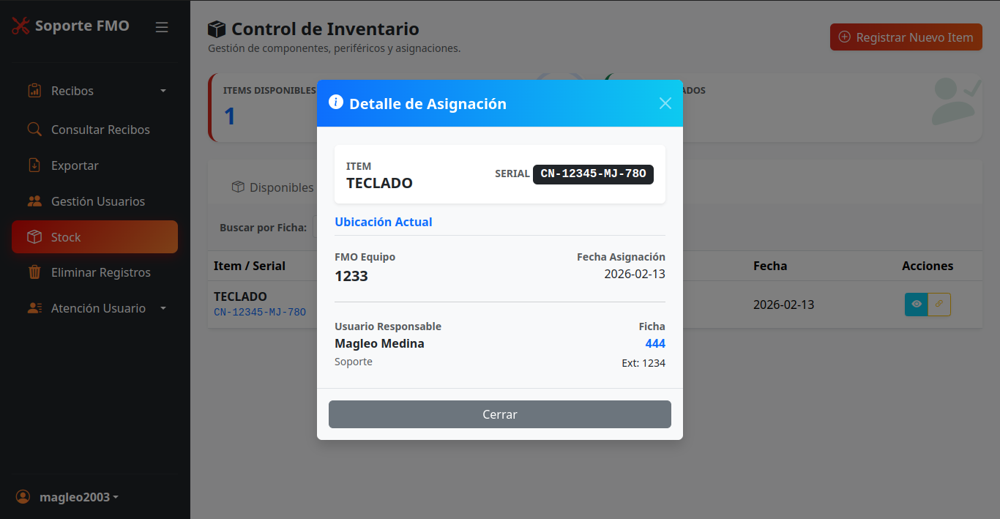 Soporte FMO
Recibos
Consultar Recibos
Exportar
Gestión Usuarios
Stock
Eliminar Registros
Atención Usuario
magleo2003
Control de Inventario
Gestión de componentes, periféricos y asignaciones.
Registrar Nuevo Item
ITEMS DISPONIBLES
1
Disponibles
Buscar por Ficha:
Item / Serial
Fecha
Acciones
TECLADO
CN-12345-MJ-780
2026-02-13
Detalle de Asignación
ITEM
TECLADO
SERIAL CN-12345-MJ-780
Ubicación Actual
FMO Equipo
Fecha Asignación
1233
2026-02-13
Usuario Responsable
Ficha
Magleo Medina
444
Soporte
Ext: 1234
Cerrar